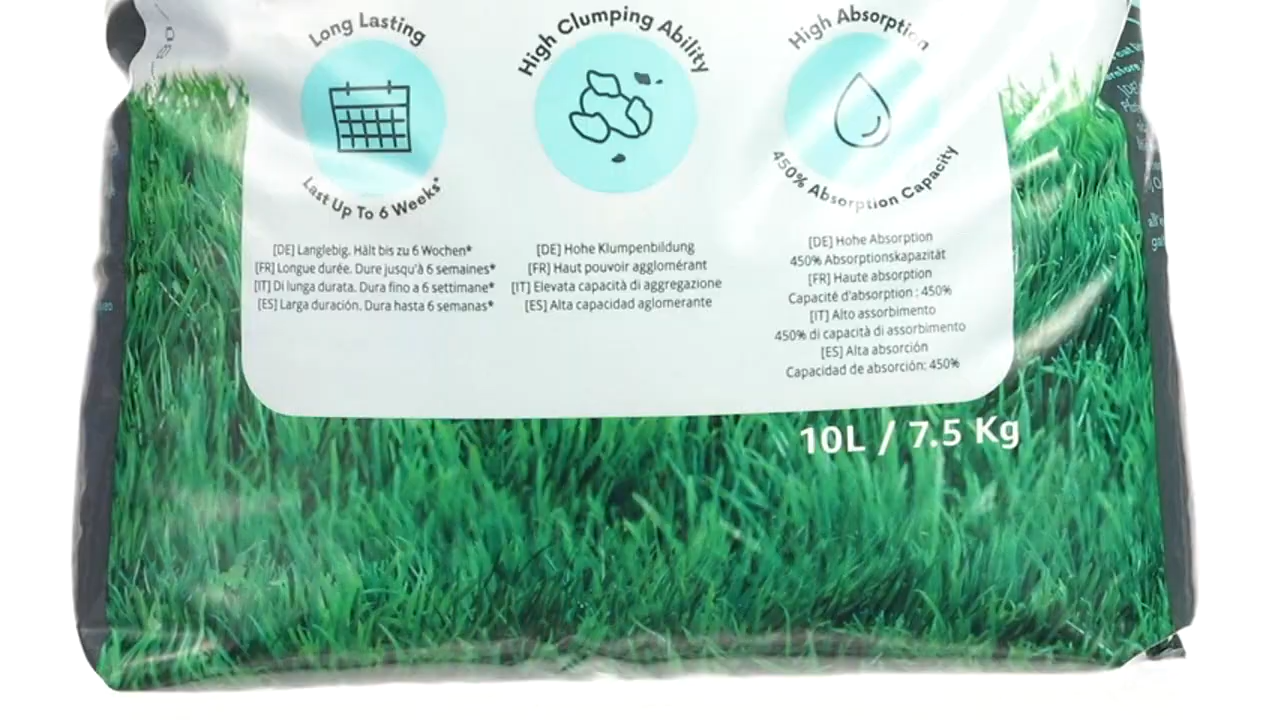 Long Lasting
Last Up To 6 Weeks*
[DE] Langlebig. Hält bis zu 6 Wochen*
[FR] Longue durée. Dure jusqu'à 6 semaines*
[IT] Di lunga durata. Dura fino a 6 settimane*
[ES] Larga duración. Dura hasta 6 semanas*
High Clumping Ability
[DE] Hohe Klumpenbildung
[FR] Haut pouvoir agglomérant
[IT] Elevata capacità di aggregazione
[ES] Alta capacidad aglomerante
High Absorption
450% Absorption Capacity
[DE] Hohe Absorption
450% Absorptionskapazität
[FR] Haute absorption
Capacité d'absorption : 450%
[IT] Alto assorbimento
450% di capacità di assorbimento
[ES] Alta absorción
Capacidad de absorción: 450%
10L / 7.5 Kg